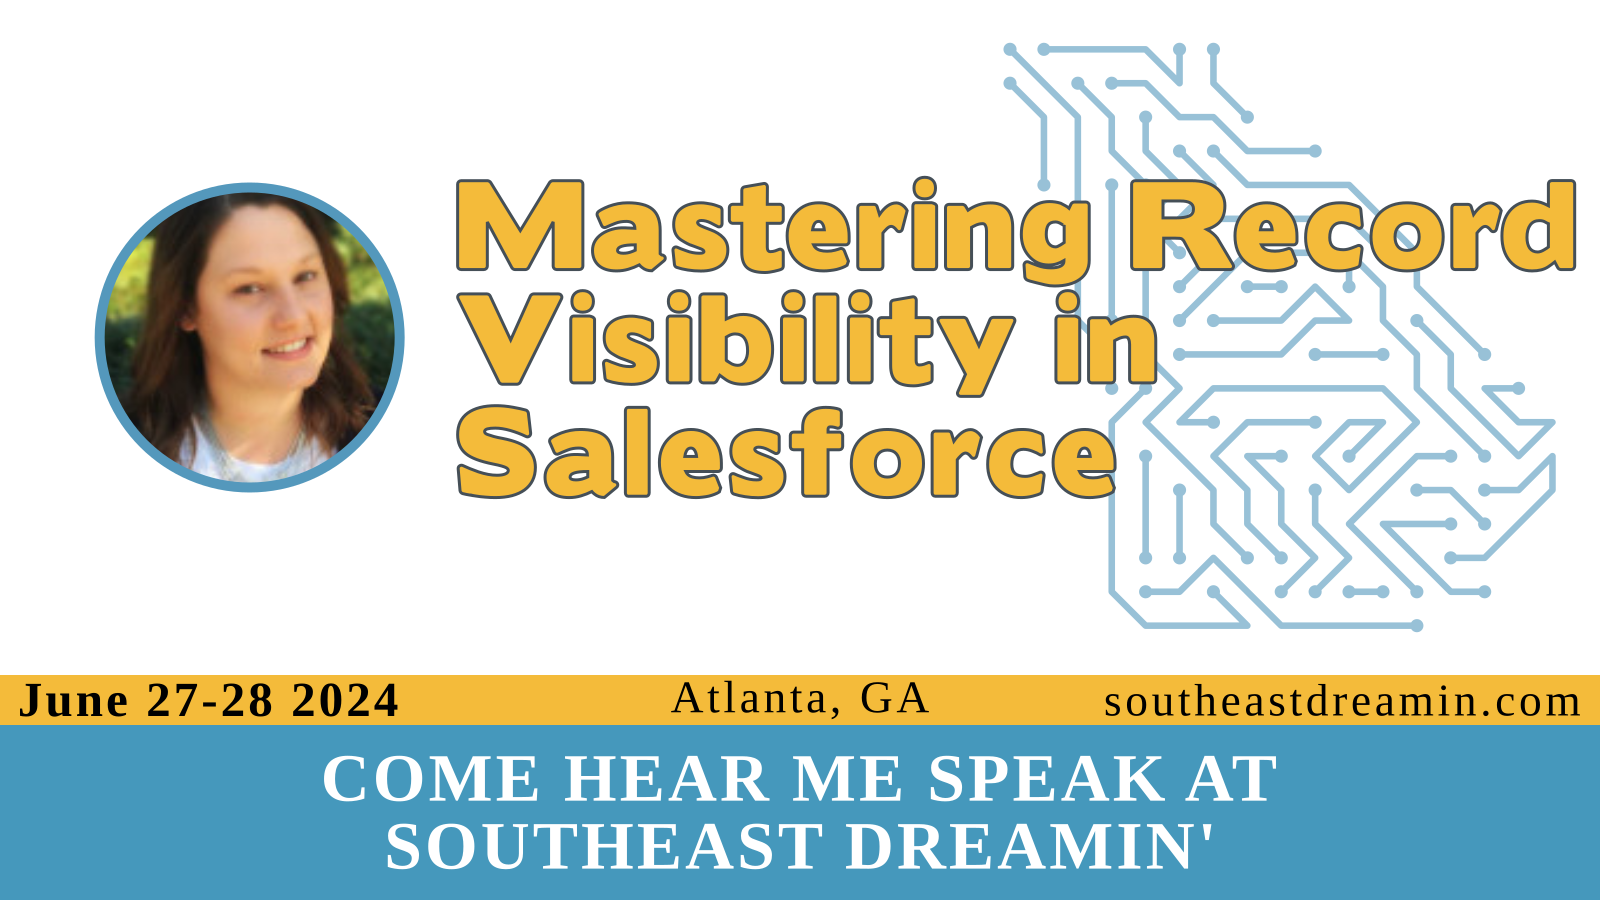 Mastering Record
Visibility in
Salesforce
June 27-28 2024
Atlanta, GA
southeastdreamin.com
COME HEAR ME SPEAK AT
SOUTHEAST DREAMIN'